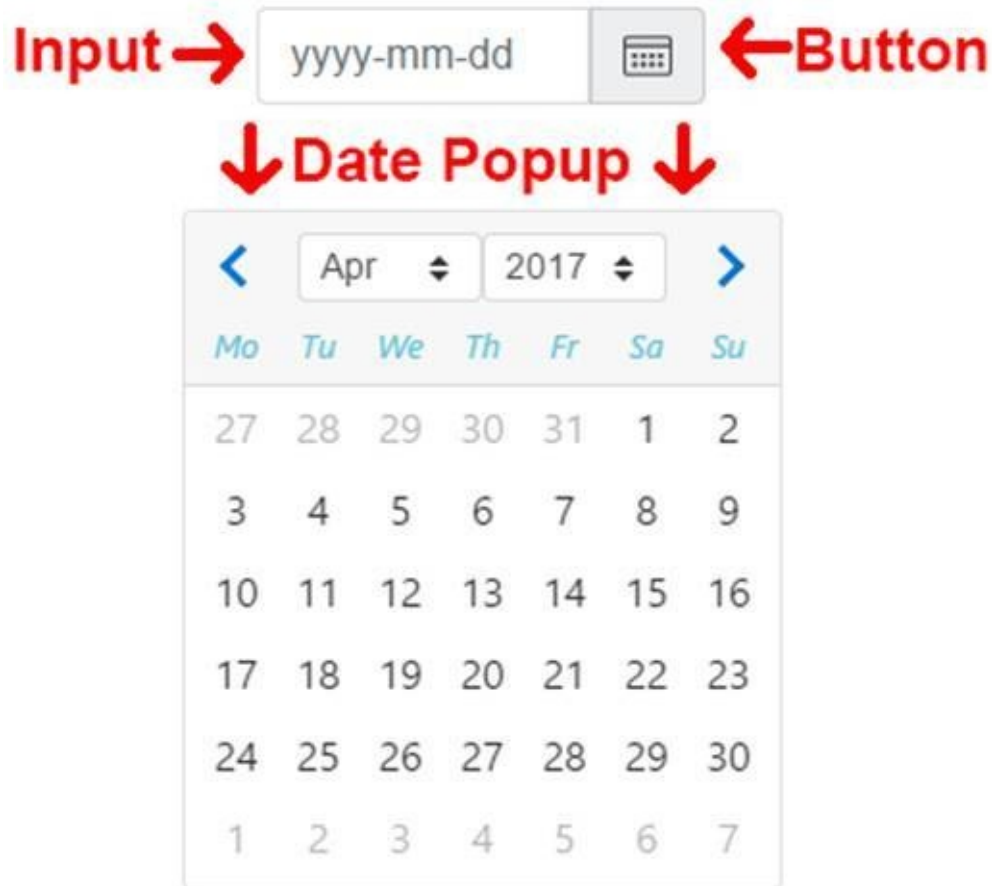 Input yyyy-mm-dd Button
Date Popup
Apr 2017
Mo Tu We Th Fr Sa Su
27 28 29 30 31 1 2
3 4 5 6 7 8 9
10 11 12 13 14 15 16
17 18 19 20 21 22 23
24 25 26 27 28 29 30
1 2 3 4 5 6 7